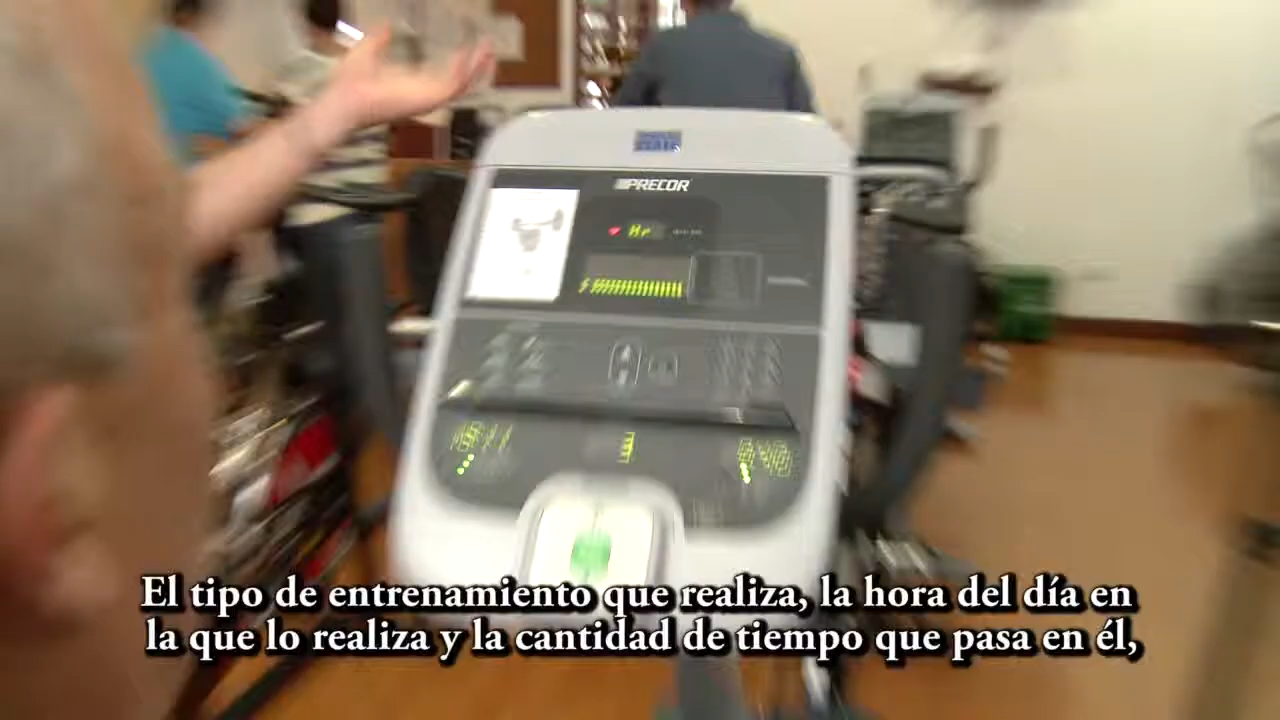 PRECOR
Hr
El tipo de entrenamiento que realiza, la hora del día en
la que lo realiza y la cantidad de tiempo que pasa en él,